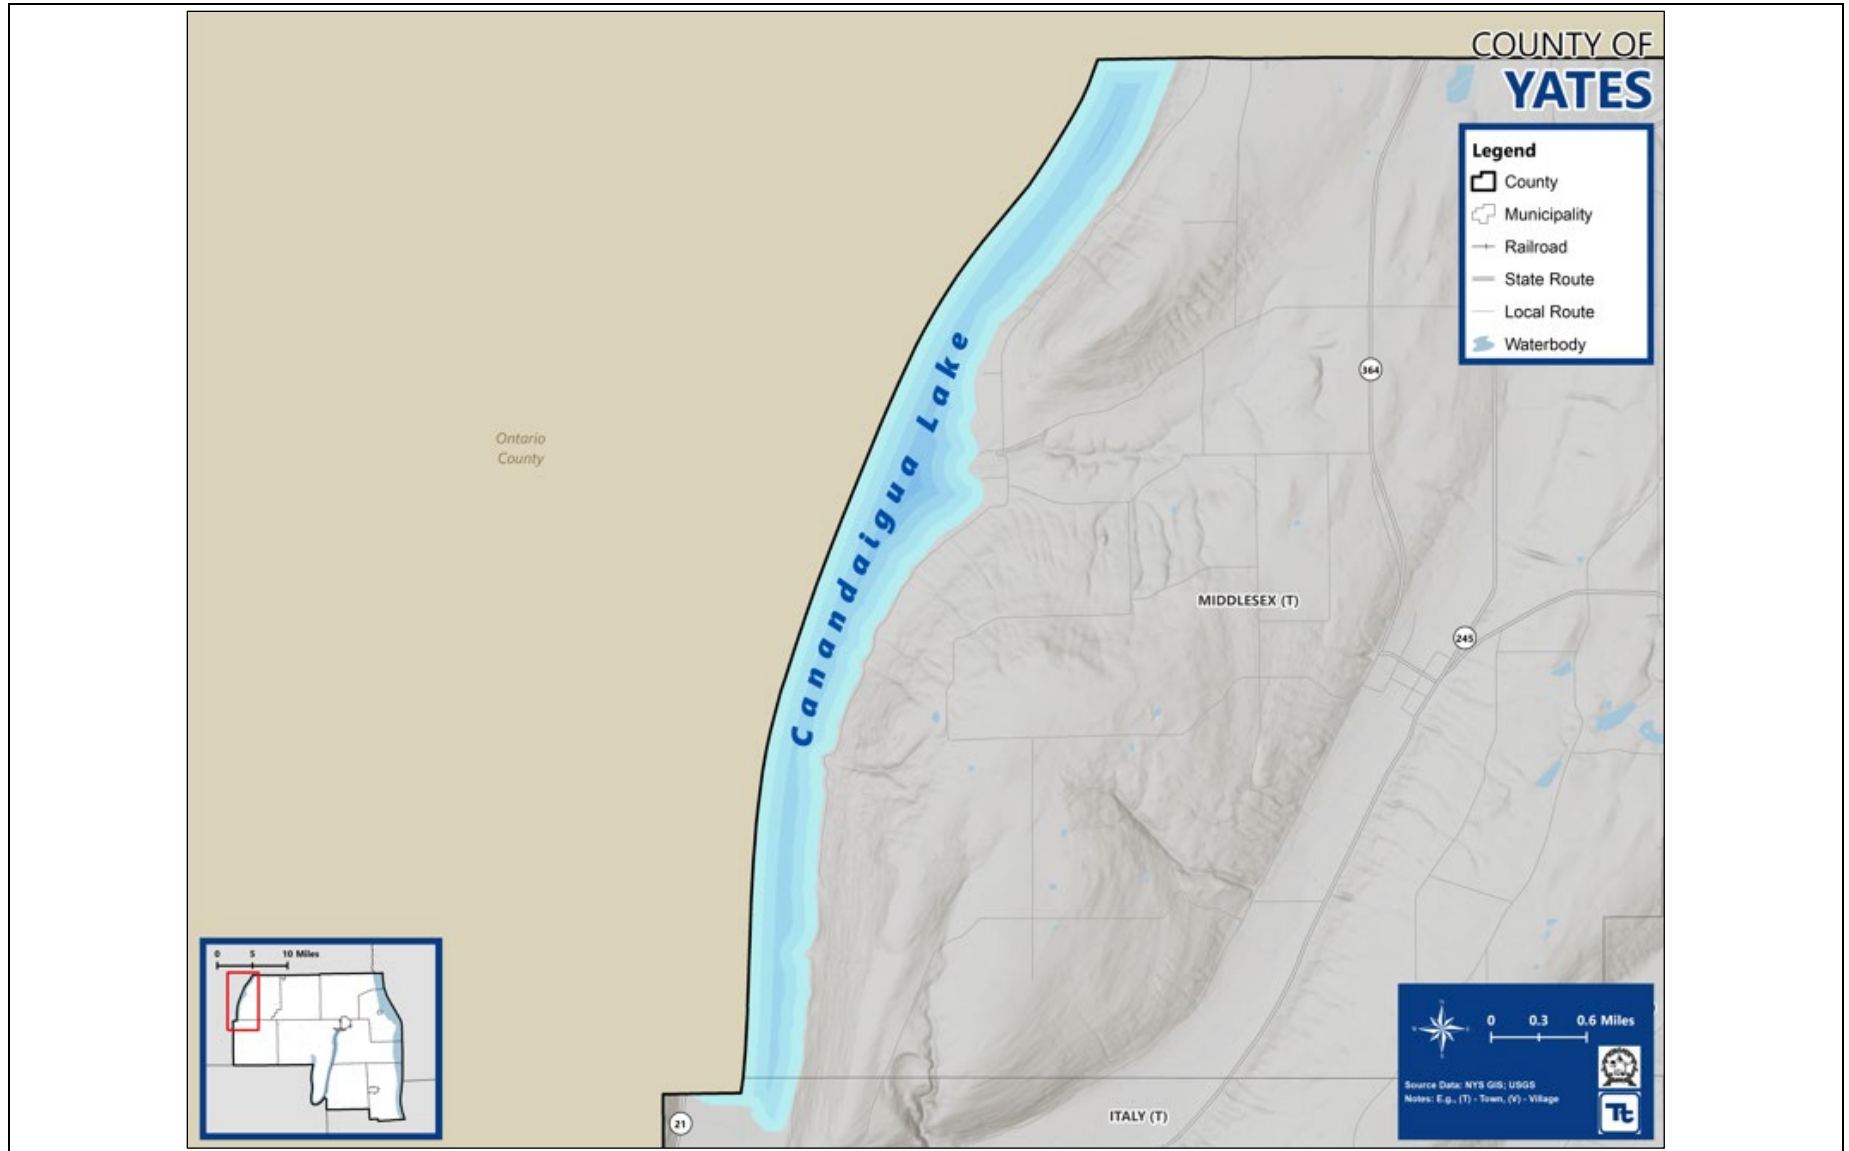 COUNTY OF
YATES
Legend
County
Municipality
Railroad
State Route
Local Route
Waterbody
364
Canandaigua Lake
Ontario
County
MIDDLESEX (T)
245
0 5 10 Miles
0 0.3 0.6 Miles
Source Data: NYS GIS; USGS
Notes: E.g., (T) - Town, (V) - Village
Tt
21
ITALY (T)